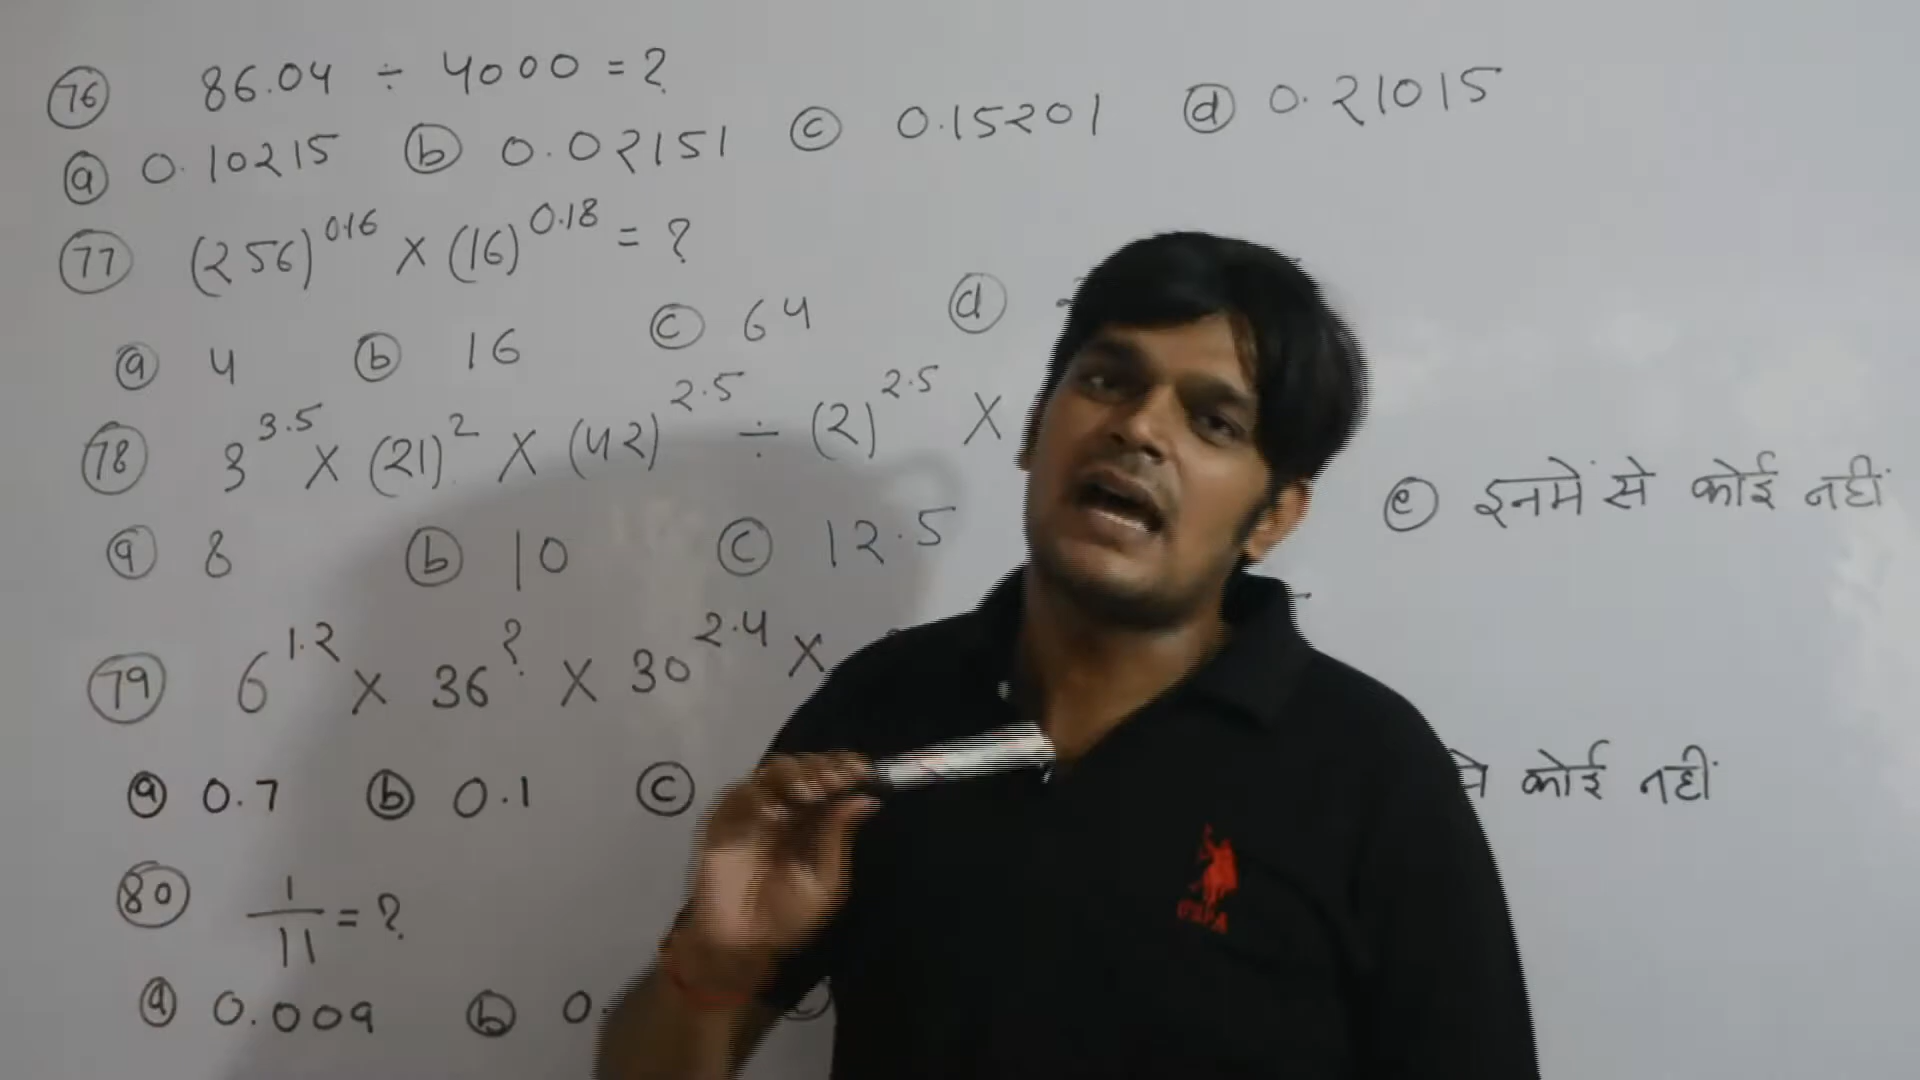 76 86.04 ÷ 4000 = ?
a 0.10215 b 0.02151 c 0.15201 d 0.21015
77 (256)^0.16 × (16)^0.18 = ?
a 4 b 16 c 64 d
78 3^3.5 × (21)^2 × (42)^2.5 ÷ (2)^2.5 ×
e इनमें से कोई नहीं
a 8 b 10 c 12.5
79 6^1.2 × 36^? × 30^2.4 ×
a 0.7 b 0.1 c
से कोई नहीं
80 1/11 = ?
a 0.009 b 0.
USPA